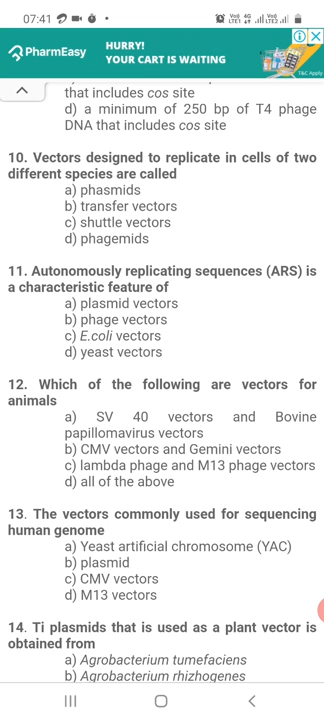 07:41
Vo) 4G Vo)
LTE1 LTE2
PharmEasy
HURRY!
YOUR CART IS WAITING
T&C Apply
that includes cos site
d) a minimum of 250 bp of T4 phage
DNA that includes cos site
10. Vectors designed to replicate in cells of two
different species are called
a) phasmids
b) transfer vectors
c) shuttle vectors
d) phagemids
11. Autonomously replicating sequences (ARS) is
a characteristic feature of
a) plasmid vectors
b) phage vectors
c) E.coli vectors
d) yeast vectors
12. Which of the following are vectors for
animals
a) SV 40 vectors and Bovine
papillomavirus vectors
b) CMV vectors and Gemini vectors
c) lambda phage and M13 phage vectors
d) all of the above
13. The vectors commonly used for sequencing
human genome
a) Yeast artificial chromosome (YAC)
b) plasmid
c) CMV vectors
d) M13 vectors
14. Ti plasmids that is used as a plant vector is
obtained from
a) Agrobacterium tumefaciens
b) Agrobacterium rhizogenes